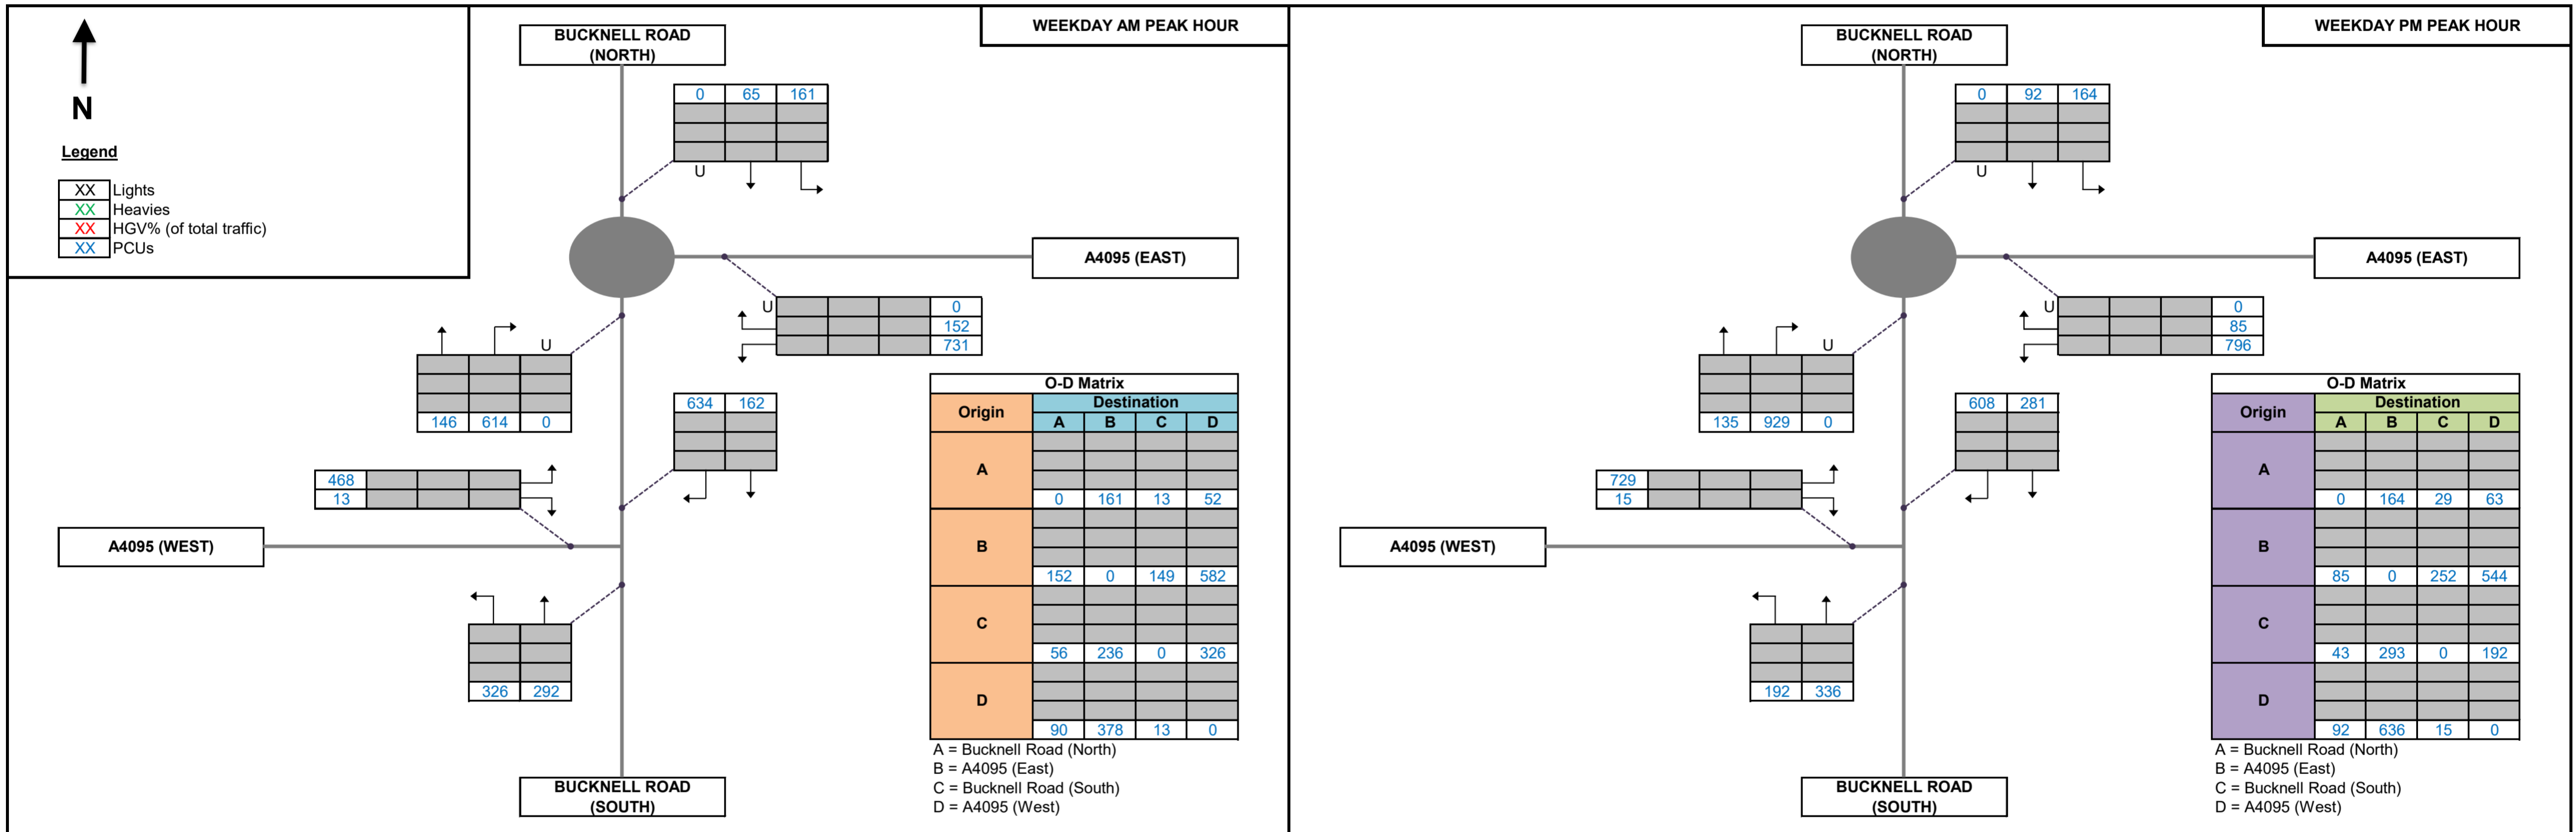 WEEKDAY AM PEAK HOUR
N
Legend
XX Lights
XX Heavies
XX HGV% (of total traffic)
XX PCUs
BUCKNELL ROAD
(NORTH)
0 65 161
U
A4095 (EAST)
U 0
152
731
U
146 614 0
634 162
468
13
A4095 (WEST)
326 292
BUCKNELL ROAD
(SOUTH)
O-D Matrix
Origin Destination
A B C D
A
0 161 13 52
B
152 0 149 582
C
56 236 0 326
D
90 378 13 0
A = Bucknell Road (North)
B = A4095 (East)
C = Bucknell Road (South)
D = A4095 (West)
WEEKDAY PM PEAK HOUR
BUCKNELL ROAD
(NORTH)
0 92 164
U
A4095 (EAST)
U 0
85
796
U
135 929 0
608 281
729
15
A4095 (WEST)
192 336
BUCKNELL ROAD
(SOUTH)
O-D Matrix
Origin Destination
A B C D
A
0 164 29 63
B
85 0 252 544
C
43 293 0 192
D
92 636 15 0
A = Bucknell Road (North)
B = A4095 (East)
C = Bucknell Road (South)
D = A4095 (West)